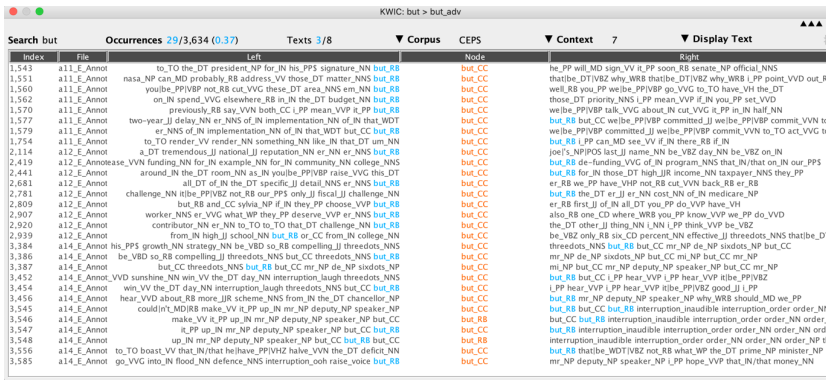 KWIC: but > but_adv
▲▲▲
Search but Occurrences 29/3,634 (0.37) Texts 3/8 ▼ Corpus CEPS ▼ Context 7 ▼ Display Text
Index File Left Node Right
1,543 a11_E_Annot to_TO the_DT president_NP for_IN his_PP$ signature_NN but_RB but_CC he_PP will_MD sign_VV it_PP soon_RB senate_NP official_NNS
1,551 a11_E_Annot nasa_NP can_MD probably_RB address_VV those_DT matter_NNS but_RB but_CC that|be_DT|VBZ why_WRB that|be_DT|VBZ why_WRB i_PP point_VVD out_R
1,560 a11_E_Annot you|be_PP|VBP not_RB cut_VVG these_DT area_NNS em_NN but_RB but_CC well_RB you_PP we|be_PP|VBP go_VVG to_TO have_VH the_DT
1,562 a11_E_Annot on_IN spend_VVG elsewhere_RB in_IN the_DT budget_NN but_RB but_CC those_DT priority_NNS i_PP mean_VVP if_IN you_PP set_VVD
1,570 a11_E_Annot previously_RB say_VVN both_CC i_PP mean_VVP it_PP but_RB but_CC we|be_PP|VBP talk_VVG about_IN cut_VVG it_PP in_IN half_NN
1,577 a11_E_Annot two-year_JJ delay_NN er_NNS of_IN implementation_NN of_IN that_WDT but_CC but_RB but_CC we|be_PP|VBP committed_JJ we|be_PP|VBP commit_VVN to
1,579 a11_E_Annot er_NNS of_IN implementation_NN of_IN that_WDT but_CC but_RB but_CC we|be_PP|VBP committed_JJ we|be_PP|VBP commit_VVN to_TO act_VVG to
1,754 a11_E_Annot to_TO render_VV render_NN something_NN like_IN that_DT um_NN but_CC but_RB i_PP can_MD see_VV if_IN there_RB if_IN
2,114 a12_E_Annot a_DT tremendous_JJ national_JJ reputation_NN er_NN er_NN but_RB but_CC joe|'s_NP|POS last_JJ name_NN be_VBZ day_NN be_VBZ on_IN
2,419 a12_E_Annot ease_VVN funding_NN for_IN example_NN for_IN community_NN college_NNS but_CC but_RB de-funding_VVG of_IN program_NNS that_IN/that on_IN our_PP$
2,441 a12_E_Annot around_IN the_DT room_NN as_IN you|be_PP|VBP raise_VVG this_DT but_CC but_RB for_IN those_DT high_JJR income_NN taxpayer_NNS they_PP
2,681 a12_E_Annot all_DT of_IN the_DT specific_JJ detail_NNS er_NNS but_RB but_CC er_RB we_PP have_VHP not_RB cut_VVN back_RB er_RB
2,781 a12_E_Annot challenge_NN it|be_PP|VBZ not_RB our_PP$ only_JJ fiscal_JJ challenge_NN but_CC but_RB the_DT er_JJ er_NN cost_NN of_IN medicare_NP
2,809 a12_E_Annot but_RB and_CC sylvia_NP if_IN they_PP choose_VVP but_RB but_CC er_RB first_JJ of_IN all_DT you_PP do_VVP have_VH
2,907 a12_E_Annot worker_NNS er_VVG what_WP they_PP deserve_VVP er_NNS but_RB but_CC also_RB one_CD where_WRB you_PP know_VVP we_PP do_VVD
2,920 a12_E_Annot contributor_NN er_NN to_TO to_TO that_DT challenge_NN but_RB but_CC the_DT other_JJ thing_NN i_NN i_PP think_VVP be_VBZ
2,939 a12_E_Annot from_IN high_JJ school_NN but_RB or_CC from_IN college_NN but_CC be_VBZ only_RB six_CD percent_NN effective_JJ threedots_NNS that|be_D
3,384 a14_E_Annot his_PP$ growth_NN strategy_NN be_VBD so_RB compelling_JJ threedots_NNS but_CC threedots_NNS but_RB but_CC mr_NP de_NP sixdots_NP but_CC
3,386 a14_E_Annot be_VBD so_RB compelling_JJ threedots_NNS but_CC threedots_NNS but_RB but_CC mr_NP de_NP sixdots_NP but_CC mi_NP but_CC mr_NP
3,387 a14_E_Annot but_CC threedots_NNS but_RB but_CC mr_NP de_NP sixdots_NP but_CC mi_NP but_CC mr_NP deputy_NP speaker_NP but_CC mr_NP
3,452 a14_E_Annot _VVD sunshine_NN win_VV the_DT day_NN interruption_laugh threedots_NNS but_CC but_RB but_CC i_PP hear_VVP i_PP hear_VVP it|be_PP|VBZ
3,454 a14_E_Annot win_VV the_DT day_NN interruption_laugh threedots_NNS but_CC but_RB but_CC i_PP hear_VVP i_PP hear_VVP it|be_PP|VBZ good_JJ i_PP
3,456 a14_E_Annot hear_VVD about_RB more_JJR scheme_NNS from_IN the_DT chancellor_NP but_CC but_RB mr_NP deputy_NP speaker_NP why_WRB should_MD we_PP
3,545 a14_E_Annot could|n't_MD|RB make_VV it_PP up_IN mr_NP deputy_NP speaker_NP but_CC but_RB but_CC but_RB interruption_inaudible interruption_order order_NN
3,546 a14_E_Annot make_VV it_PP up_IN mr_NP deputy_NP speaker_NP but_CC but_RB but_CC but_RB interruption_inaudible interruption_order order_NN order_
3,547 a14_E_Annot it_PP up_IN mr_NP deputy_NP speaker_NP but_CC but_RB but_CC but_RB interruption_inaudible interruption_order order_NN order_NN ord
3,548 a14_E_Annot up_IN mr_NP deputy_NP speaker_NP but_CC but_RB but_CC but_RB interruption_inaudible interruption_order order_NN order_NN order_NP t
3,556 a14_E_Annot to_TO boast_VV that_IN/that he|have_PP|VHZ halve_VVN the_DT deficit_NN but_CC but_RB that|be_WDT|VBZ not_RB what_WP the_DT prime_NP minister_NP
3,585 a14_E_Annot go_VVG into_IN flood_NN defence_NNS interruption_ooh raise_voice but_RB but_CC mr_NP deputy_NP speaker_NP i_PP hope_VVP that_IN/that money_NN